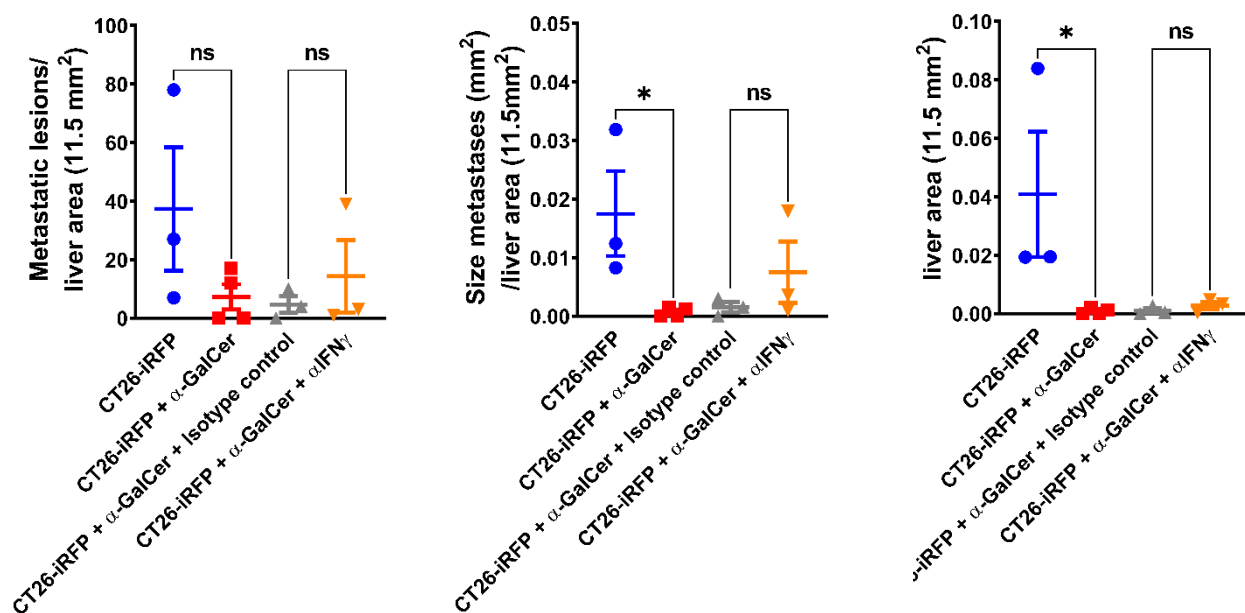 Metastatic lesions/
liver area (11.5 mm²)
100
80
60
40
20
0
ns
ns
CT26-iRFP
CT26-iRFP + α-GalCer
CT26-iRFP + α-GalCer + Isotype control
CT26-iRFP + α-GalCer + αIFNγ
Size metastases (mm²)
/liver area (11.5mm²)
0.05
0.04
0.03
0.02
0.01
0.00
*
ns
CT26-iRFP
CT26-iRFP + α-GalCer
CT26-iRFP + α-GalCer + Isotype control
CT26-iRFP + α-GalCer + αIFNγ
liver area (11.5 mm²)
0.10
0.08
0.06
0.04
0.02
0.00
*
ns
CT26-iRFP
CT26-iRFP + α-GalCer
-iRFP + α-GalCer + Isotype control
CT26-iRFP + α-GalCer + αIFNγ